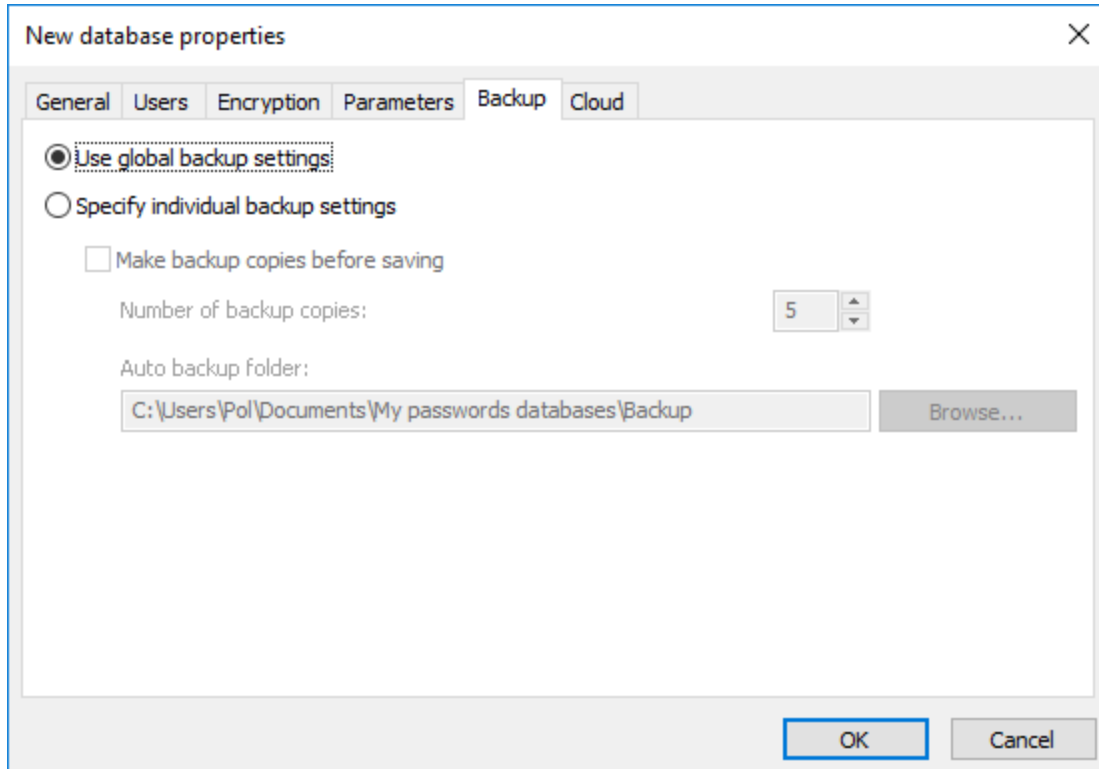 New database properties
General Users Encryption Parameters Backup Cloud
Use global backup settings
Specify individual backup settings
Make backup copies before saving
Number of backup copies: 5
Auto backup folder:
C:\Users\Pol\Documents\My passwords databases\Backup Browse...
OK Cancel